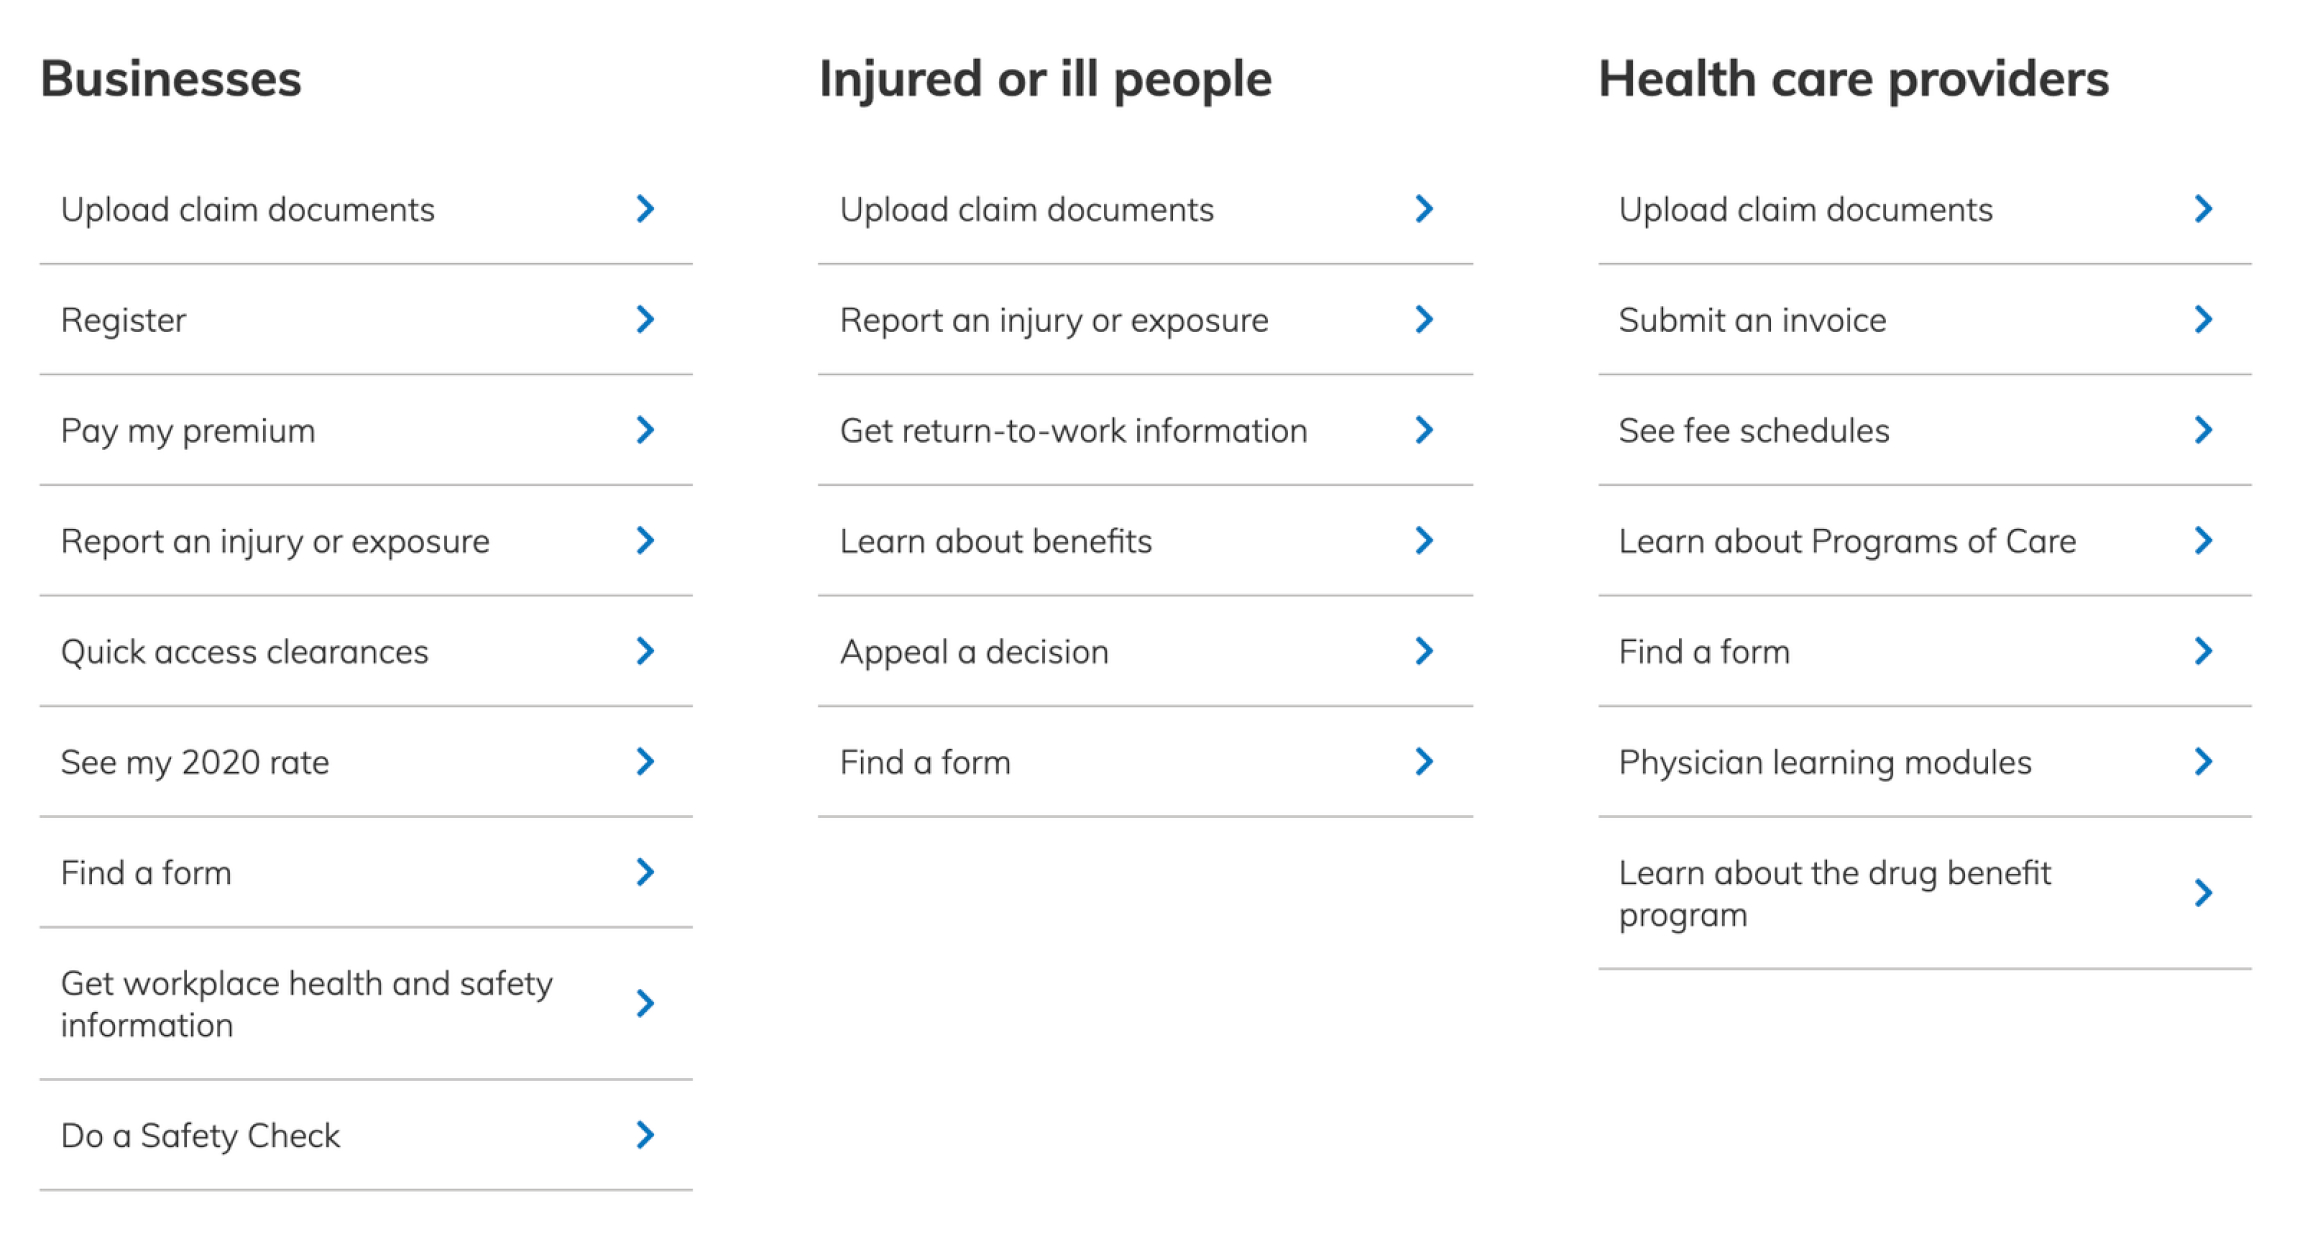 Businesses
Upload claim documents
Register
Pay my premium
Report an injury or exposure
Quick access clearances
See my 2020 rate
Find a form
Get workplace health and safety
information
Do a Safety Check
Injured or ill people
Upload claim documents
Report an injury or exposure
Get return-to-work information
Learn about benefits
Appeal a decision
Find a form
Health care providers
Upload claim documents
Submit an invoice
See fee schedules
Learn about Programs of Care
Find a form
Physician learning modules
Learn about the drug benefit
program